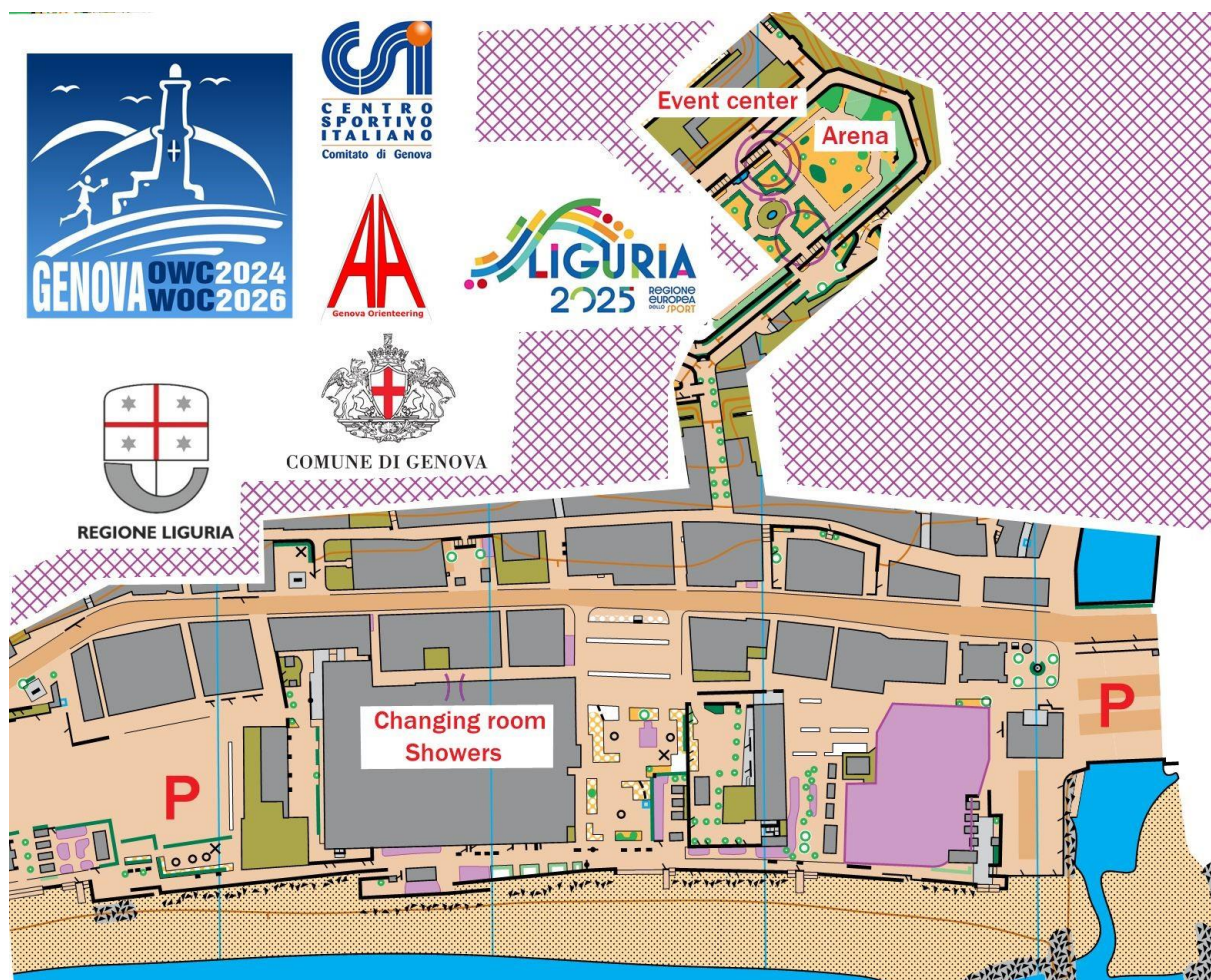 GENOVA OWC 2024
WOC 2026
CSI
CENTRO
SPORTIVO
ITALIANO
Comitato di Genova
Genova Orienteering
LIGURIA
2025 REGIONE
EUROPEA
DELLO SPORT
REGIONE LIGURIA
COMUNE DI GENOVA
Event center
Arena
Changing room
Showers
P
P